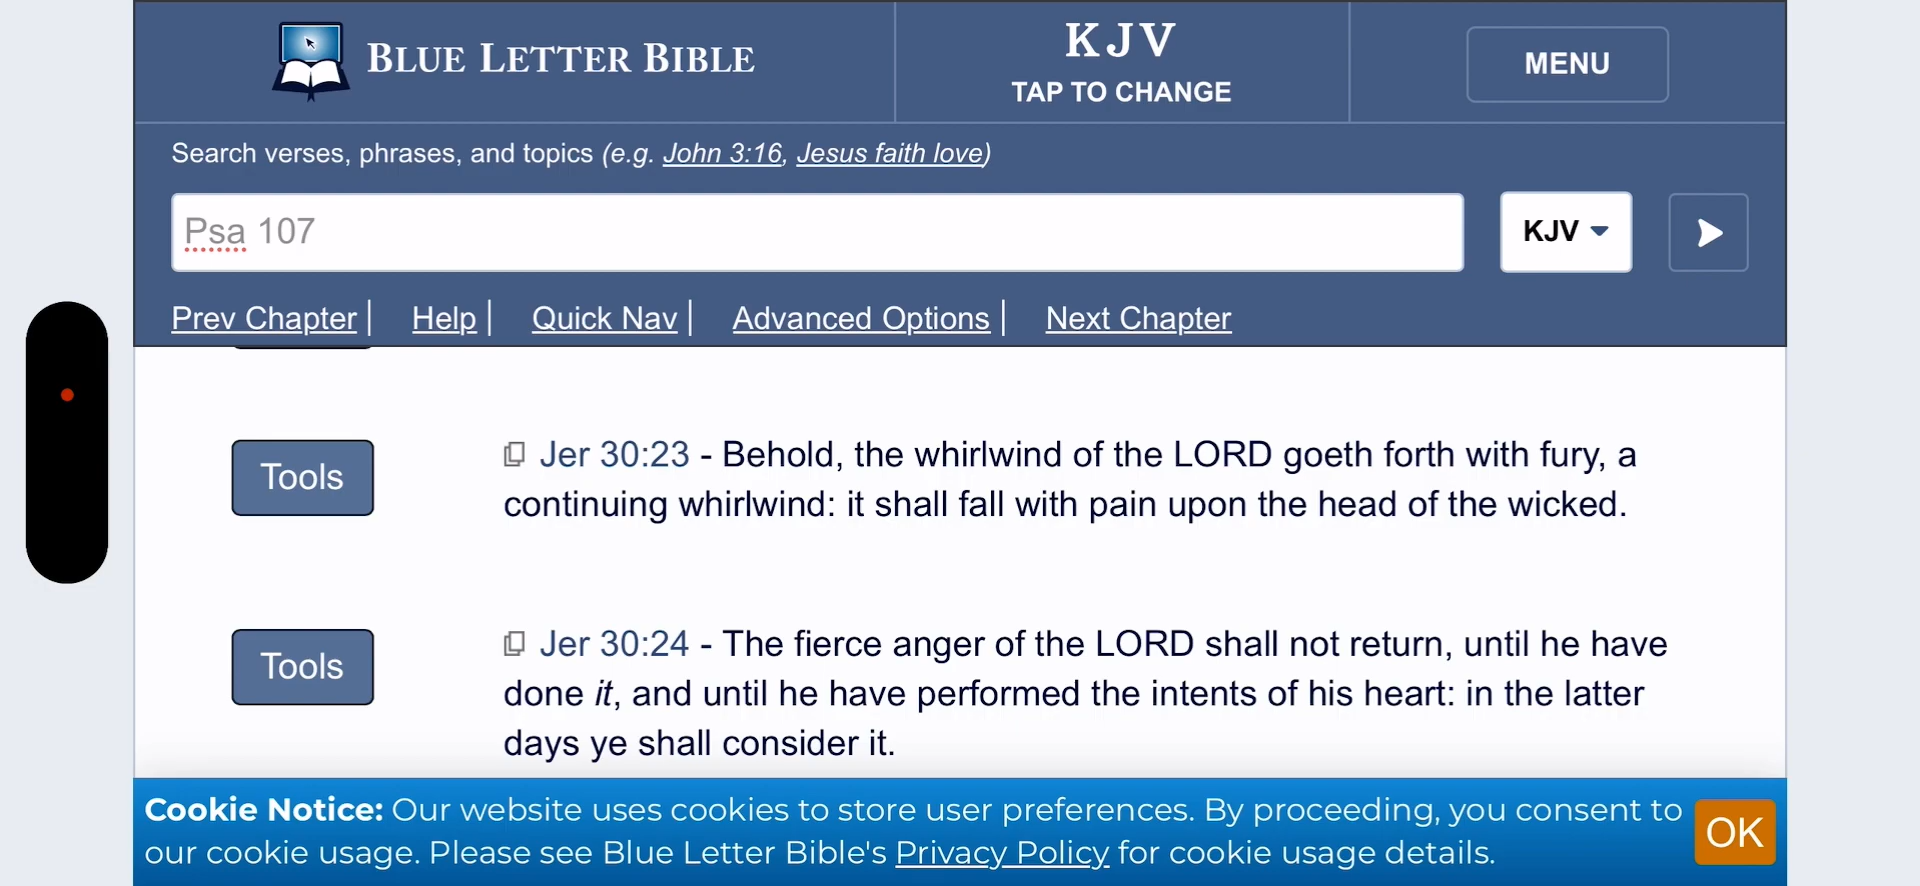 BLUE LETTER BIBLE
KJV
TAP TO CHANGE
MENU
Search verses, phrases, and topics (e.g. John 3:16, Jesus faith love)
Psa 107
KJV
Prev Chapter | Help | Quick Nav | Advanced Options | Next Chapter
Tools
Jer 30:23 - Behold, the whirlwind of the LORD goeth forth with fury, a
continuing whirlwind: it shall fall with pain upon the head of the wicked.
Tools
Jer 30:24 - The fierce anger of the LORD shall not return, until he have
done it, and until he have performed the intents of his heart: in the latter
days ye shall consider it.
Cookie Notice: Our website uses cookies to store user preferences. By proceeding, you consent to
our cookie usage. Please see Blue Letter Bible's Privacy Policy for cookie usage details.
OK